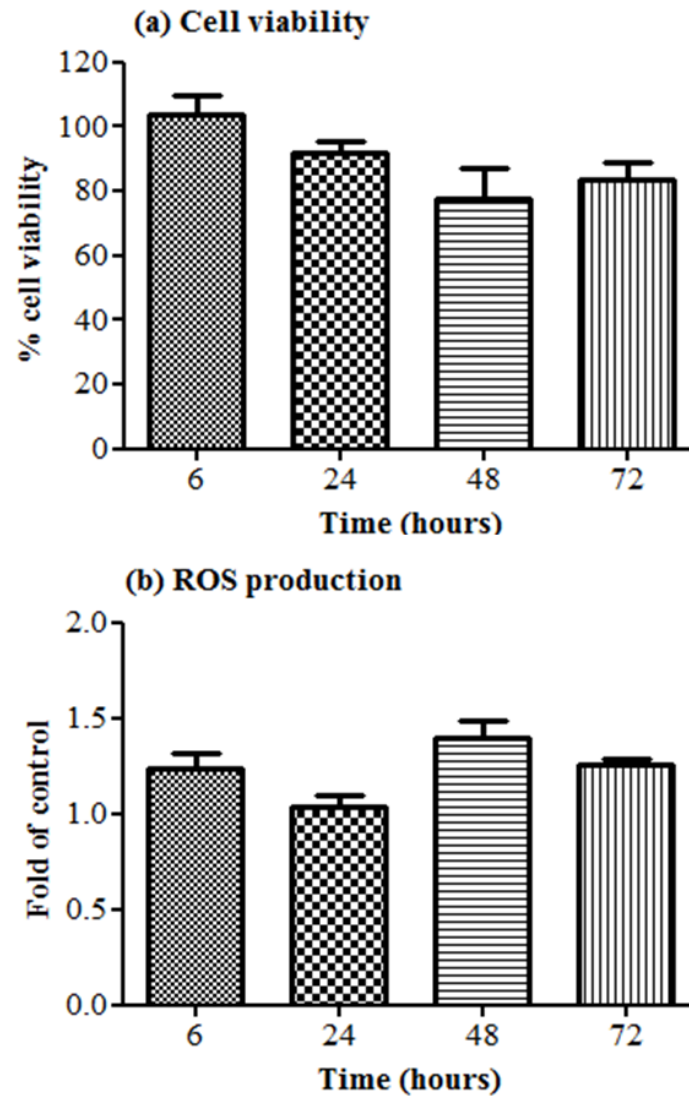 (a) Cell viability
120
100
80
60
40
20
0
% cell viability
6 24 48 72
Time (hours)
(b) ROS production
2.0
1.5
1.0
0.5
0.0
Fold of control
6 24 48 72
Time (hours)